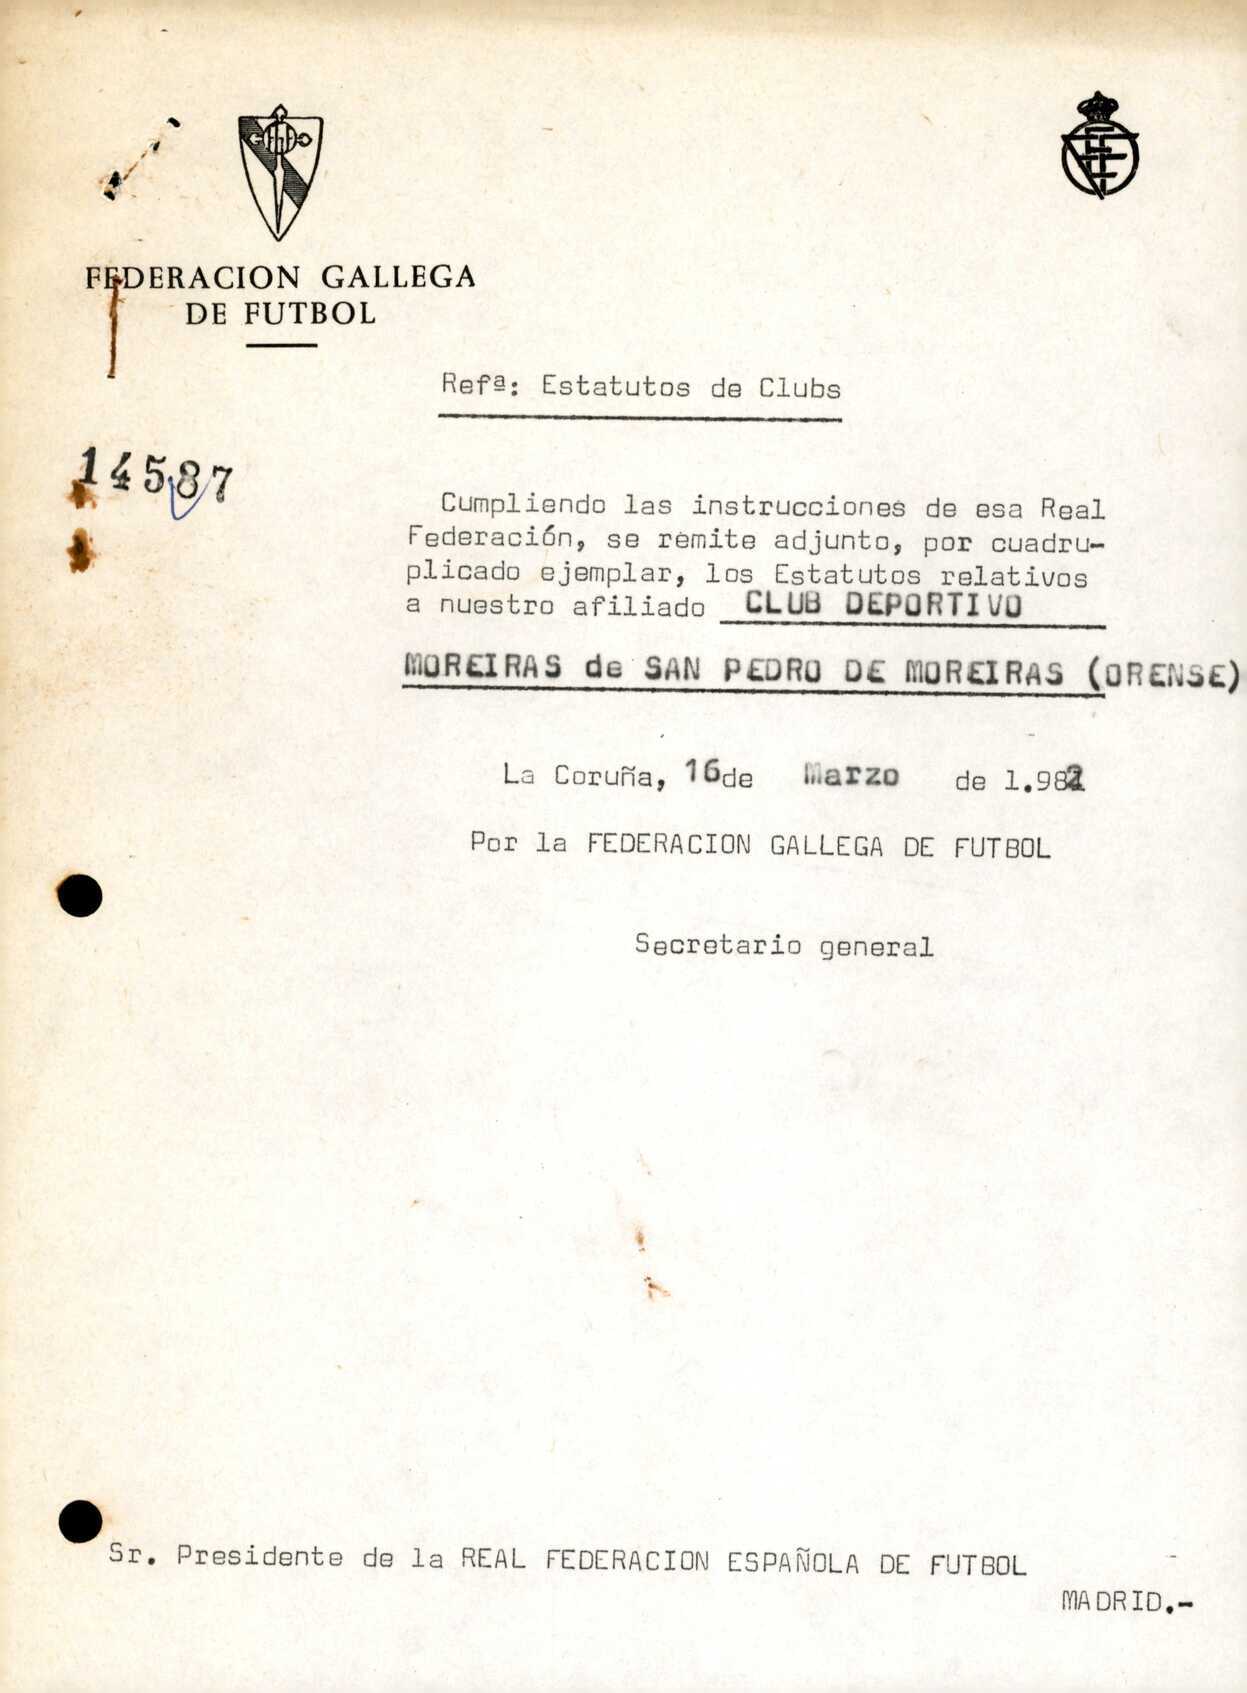 FEDERACION GALLEGA
DE FUTBOL
Refª: Estatutos de Clubs
14587
Cumpliendo las instrucciones de esa Real
Federación, se remite adjunto, por cuadru-
plicado ejemplar, los Estatutos relativos
a nuestro afiliado CLUB DEPORTIVO
MOREIRAS de SAN PEDRO DE MOREIRAS (ORENSE)
La Coruña, 16 de Marzo de 1.982
Por la FEDERACION GALLEGA DE FUTBOL
Secretario general
Sr. Presidente de la REAL FEDERACION ESPAÑOLA DE FUTBOL
MADRID.-